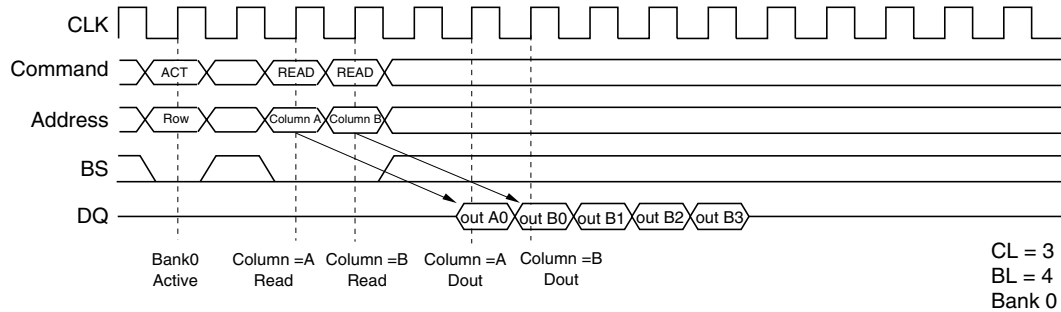 CLK
Command ACT READ READ
Address Row Column A Column B
BS
DQ out A0 out B0 out B1 out B2 out B3
Bank0 Column =A Column =B Column =A Column =B
Active Read Read Dout Dout
CL = 3
BL = 4
Bank 0